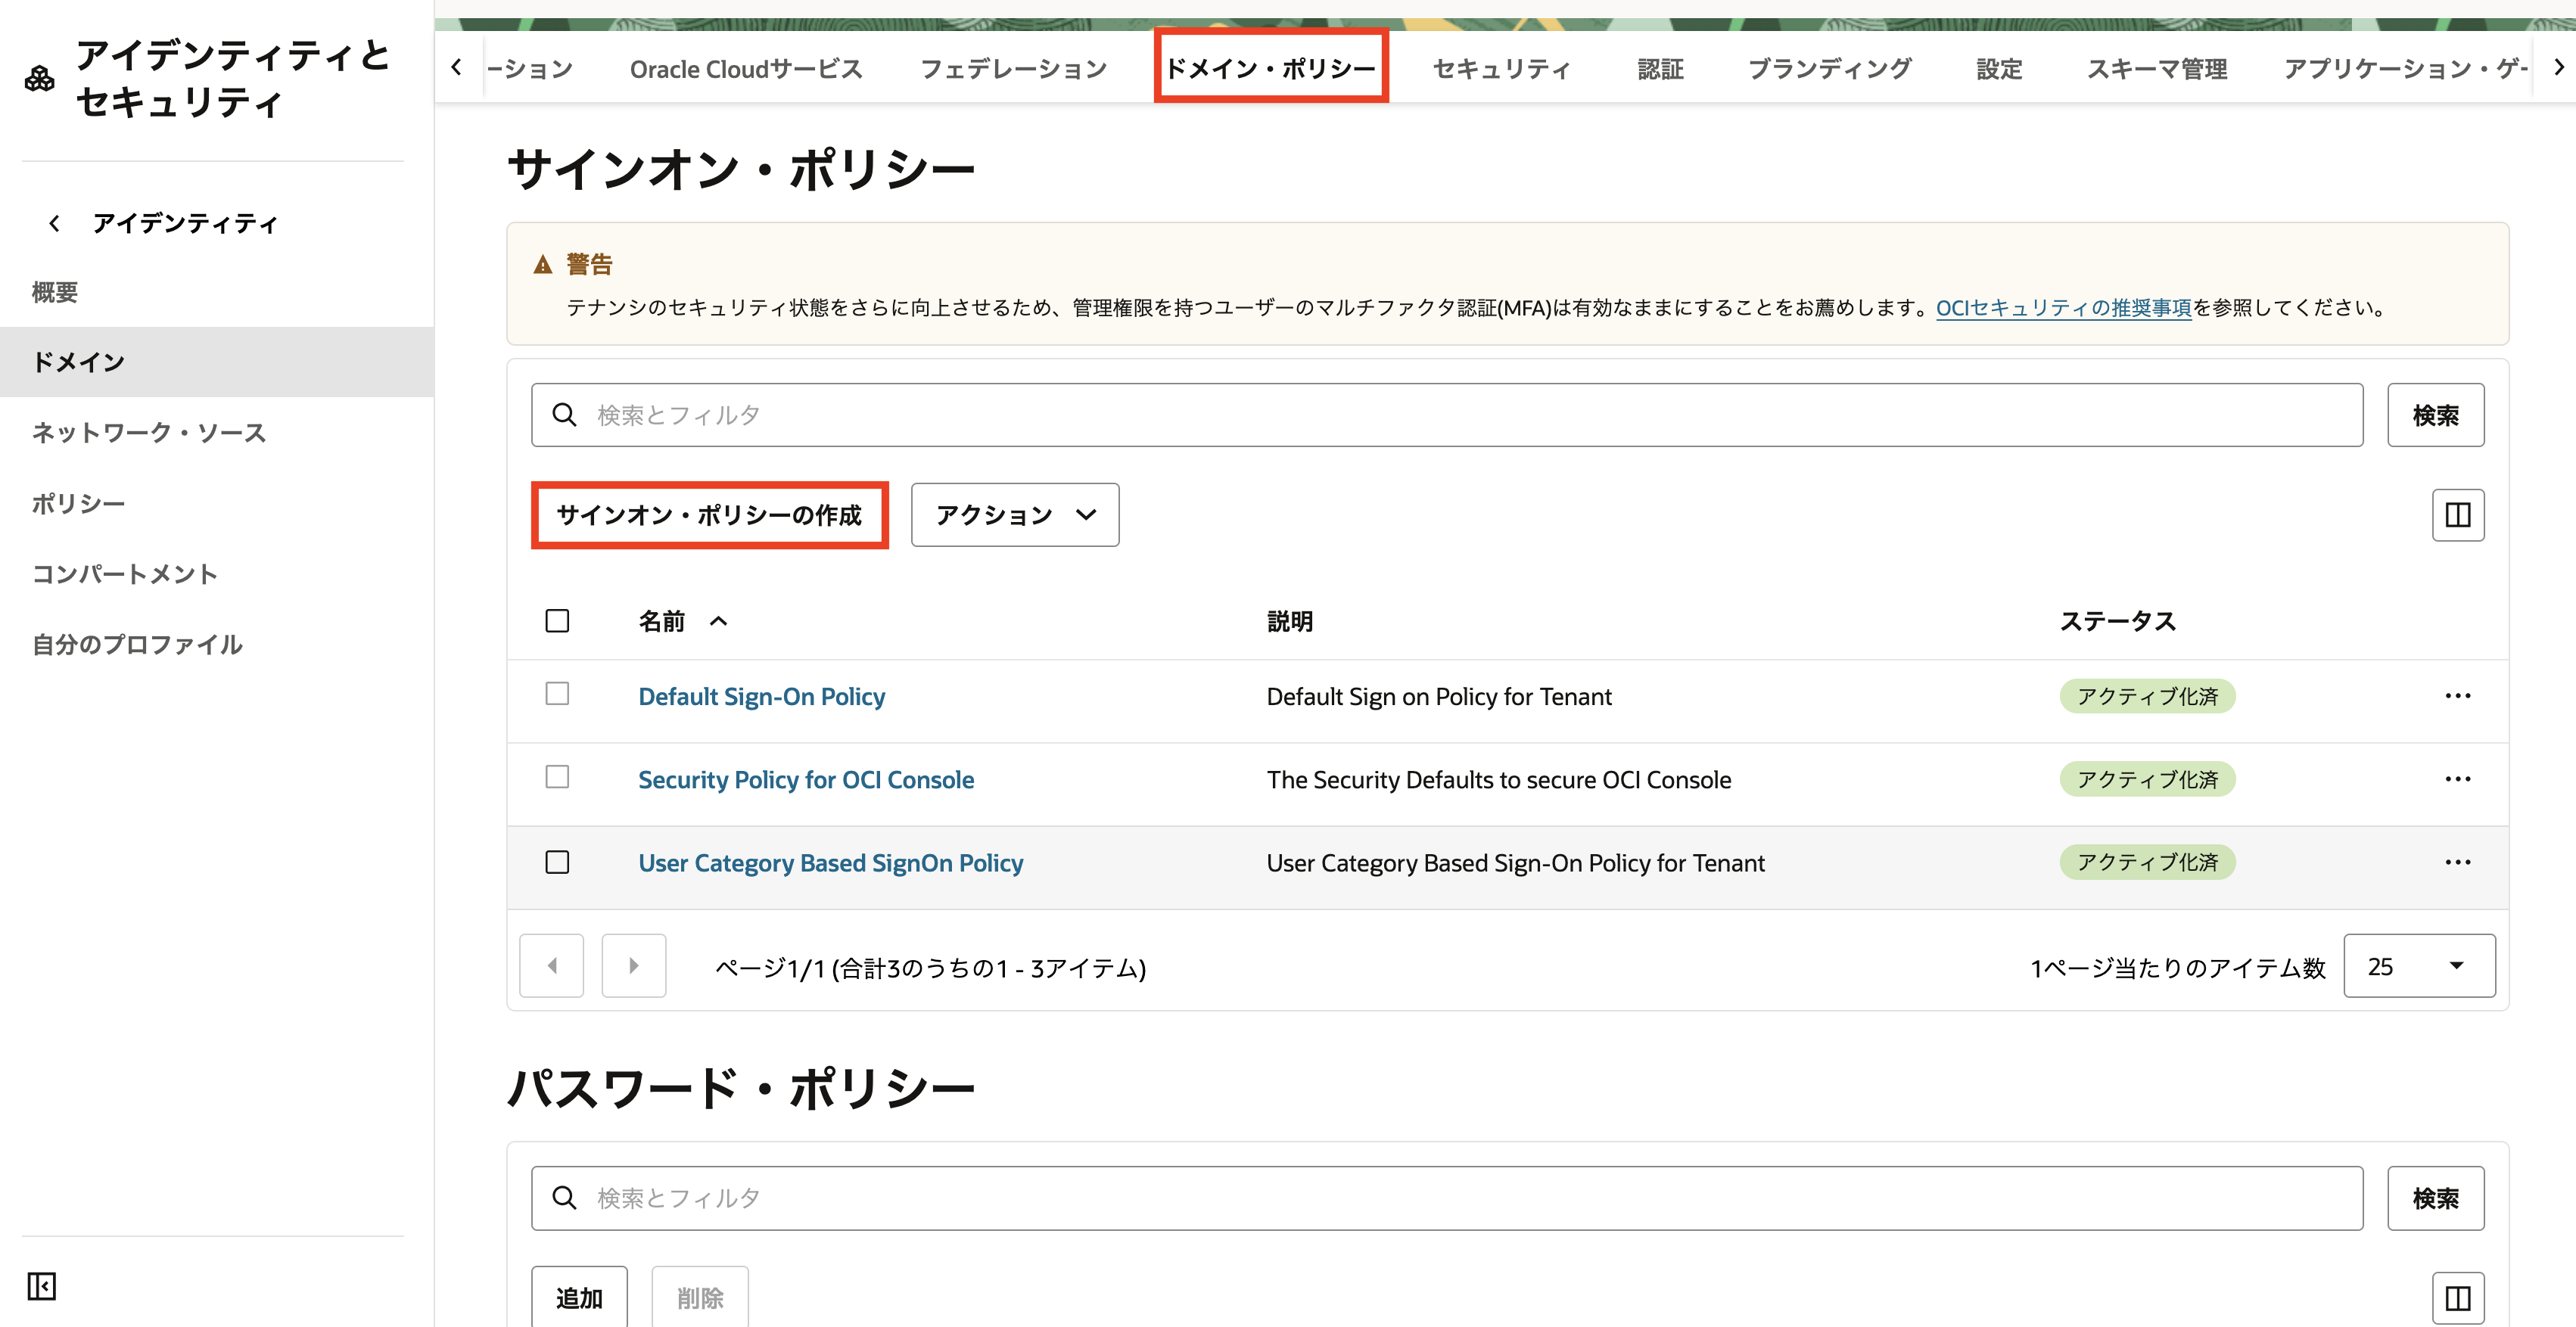 アイデンティティと
セキュリティ
アイデンティティ
概要
ドメイン
ネットワーク・ソース
ポリシー
コンパートメント
自分のプロファイル
ーション
Oracle Cloudサービス
フェデレーション
ドメイン・ポリシー
セキュリティ
認証
ブランディング
設定
スキーマ管理
アプリケーション・ゲ-
サインオン・ポリシー
警告
テナンシのセキュリティ状態をさらに向上させるため、管理権限を持つユーザーのマルチファクタ認証(MFA)は有効なままにすることをお薦めします。OCIセキュリティの推奨事項を参照してください。
検索とフィルタ
検索
サインオン・ポリシーの作成
アクション
名前 説明 ステータス
Default Sign-On Policy Default Sign on Policy for Tenant アクティブ化済
Security Policy for OCI Console The Security Defaults to secure OCI Console アクティブ化済
User Category Based SignOn Policy User Category Based Sign-On Policy for Tenant アクティブ化済
ページ1/1 (合計3のうちの1 - 3アイテム)
1ページ当たりのアイテム数 25
パスワード・ポリシー
検索とフィルタ
検索
追加
削除